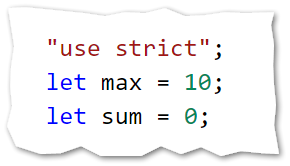 "use strict";
let max = 10;
let sum = 0;